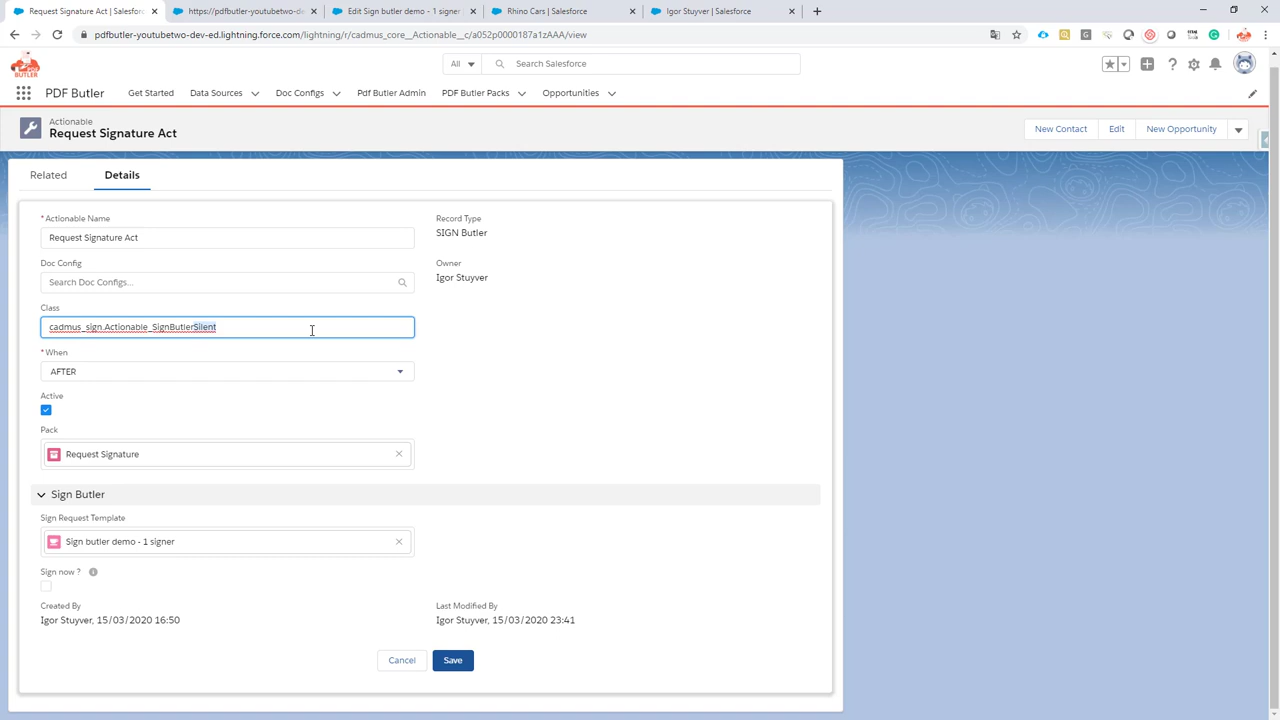 Request Signature Act | Salesfo
https://pdfbutler-youtubetwo-de
Edit Sign butler demo - 1 signer
Rhino Cars | Salesforce
Igor Stuyver | Salesforce
pdfbutler-youtubetwo-dev-ed.lightning.force.com/lightning/r/cadmus_core__Actionable__c/a052p0000187a1zAAA/view
PDF
BUTLER
All
Search Salesforce
PDF Butler
Get Started
Data Sources
Doc Configs
Pdf Butler Admin
PDF Butler Packs
Opportunities
Actionable
Request Signature Act
New Contact
Edit
New Opportunity
Related
Details
* Actionable Name
Request Signature Act
Record Type
SIGN Butler
Doc Config
Search Doc Configs...
Owner
Igor Stuyver
Class
cadmus_sign.Actionable_SignButlerSilent
* When
AFTER
Active
Pack
Request Signature
Sign Butler
Sign Request Template
Sign butler demo - 1 signer
Sign now ?
Created By
Igor Stuyver, 15/03/2020 16:50
Last Modified By
Igor Stuyver, 15/03/2020 23:41
Cancel
Save